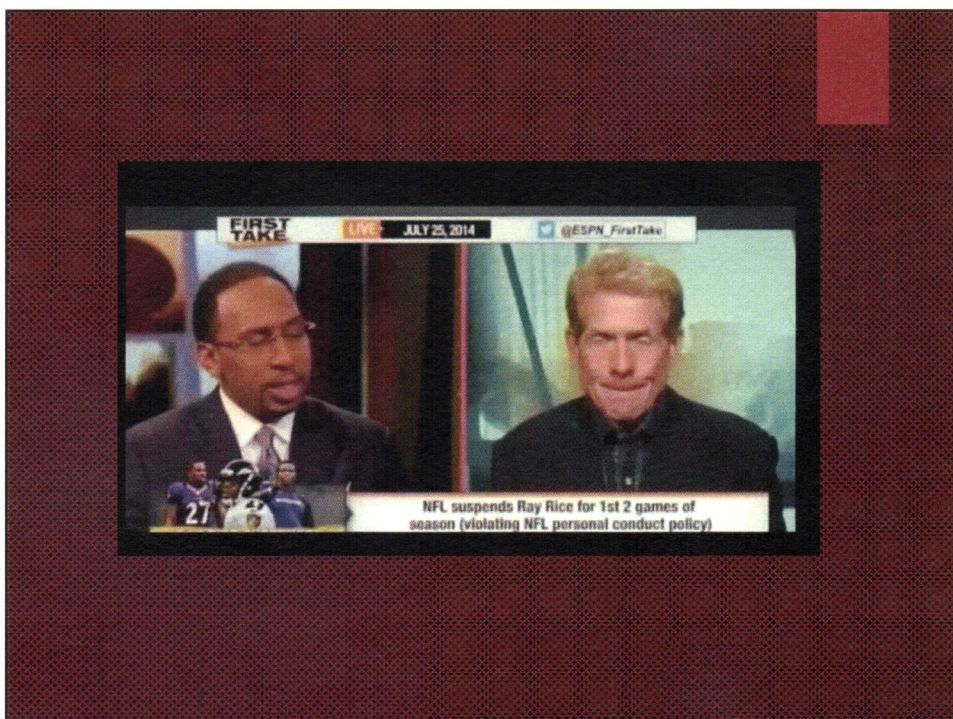 FIRST
TAKE
LIVE
JULY 25, 2014
@ESPN_FirstTake
27
NFL suspends Ray Rice for 1st 2 games of
season (violating NFL personal conduct policy)